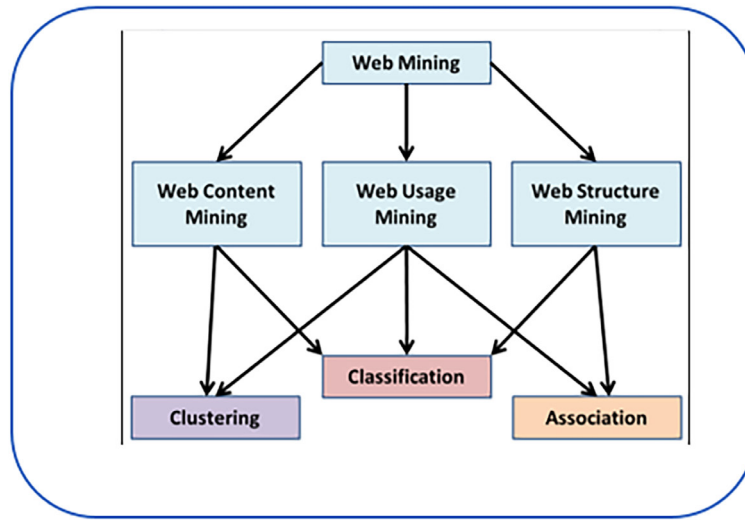 Web Mining
Web Content
Mining
Web Usage
Mining
Web Structure
Mining
Classification
Clustering
Association